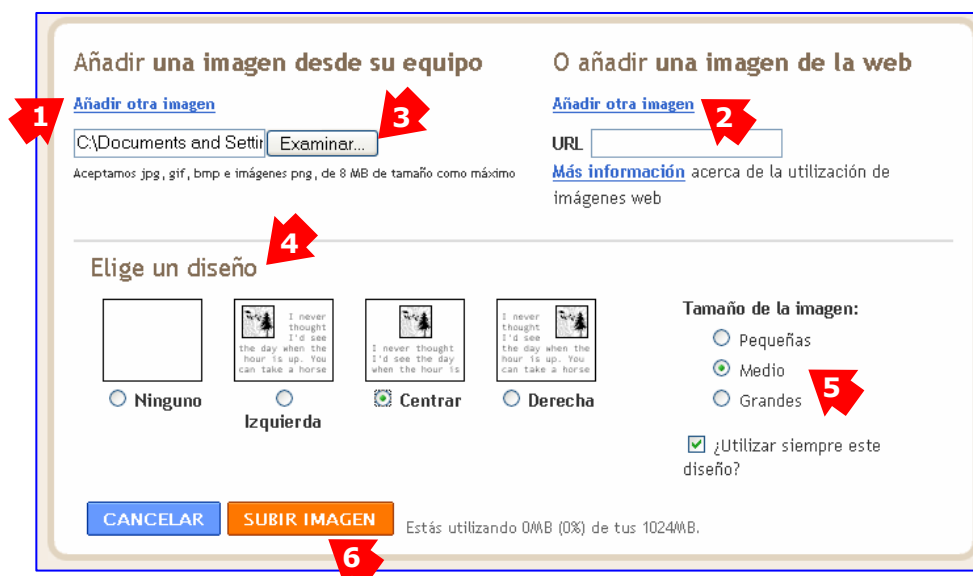 Añadir una imagen desde su equipo
1
Añadir otra imagen
3
C:\Documents and Settir
Examinar...
Aceptamos jpg, gif, bmp e imágenes png, de 8 MB de tamaño como máximo
O añadir una imagen de la web
Añadir otra imagen
2
URL
Más información acerca de la utilización de
imágenes web
4
Elige un diseño
I never
thought
I'd see
the day when the
hour is up. You
can take a horse
I never thought
I'd see the day
when the hour is
I never
thought
I'd see
the day when the
hour is up. You
can take a horse
Ninguno
Izquierda
Centrar
Derecha
Tamaño de la imagen:
Pequeñas
Medio
5
Grandes
¿Utilizar siempre este
diseño?
CANCELAR
SUBIR IMAGEN
Estás utilizando 0MB (0%) de tus 1024MB.
6